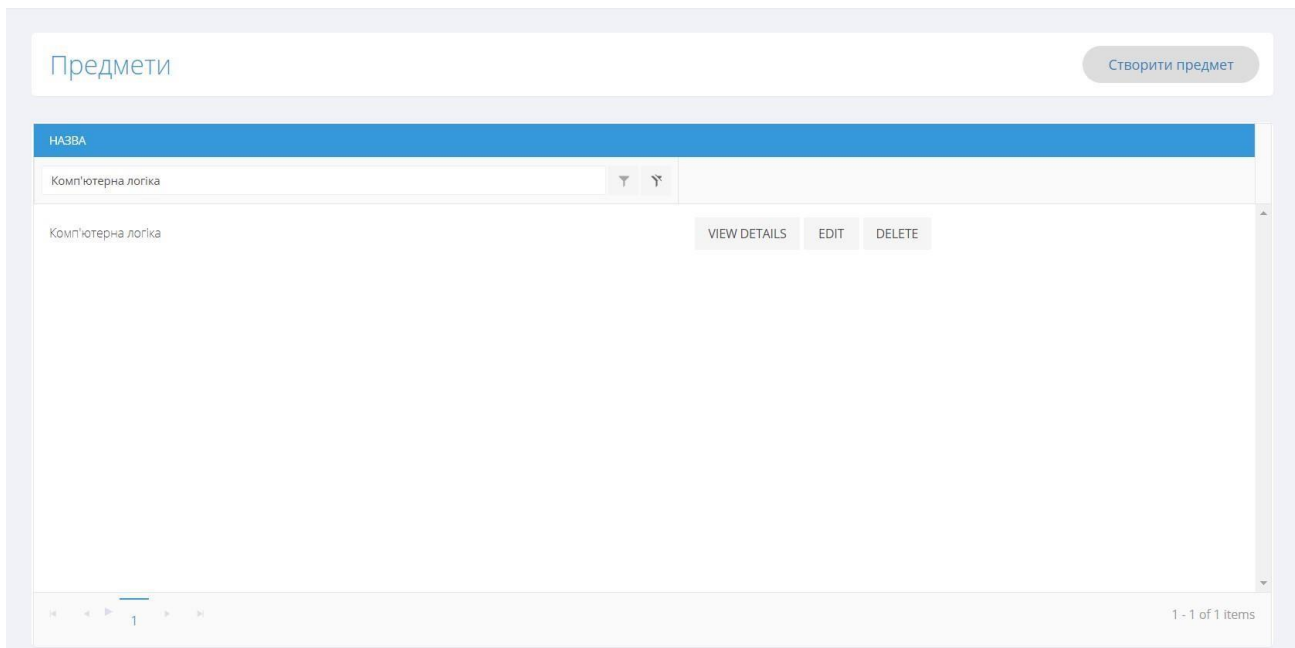 Предмети
Створити предмет
НАЗВА
Комп'ютерна логіка
Комп'ютерна логіка
VIEW DETAILS EDIT DELETE
1
1 - 1 of 1 items